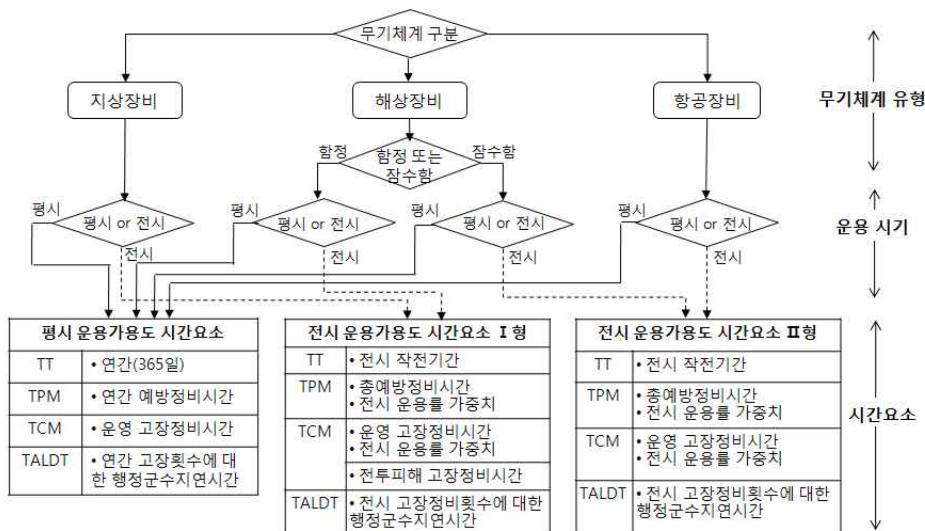 무기체계 구분
지상장비
해상장비
항공장비
무기체계 유형
함정
함정 또는
잠수함
잠수함
평시
평시 or 전시
전시
평시
평시 or 전시
전시
평시
평시 or 전시
전시
평시
평시 or 전시
전시
운용 시기
평시 운용가용도 시간요소
TT • 연간(365일)
TPM • 연간 예방정비시간
TCM • 운영 고장정비시간
TALDT • 연간 고장횟수에 대
한 행정군수지연시간
전시 운용가용도 시간요소 Ⅰ형
TT • 전시 작전기간
TPM • 총예방정비시간
• 전시 운용률 가중치
TCM • 운영 고장정비시간
• 전시 운용률 가중치
• 전투피해 고장정비시간
TALDT • 전시 고장정비횟수에 대한
행정군수지연시간
전시 운용가용도 시간요소 Ⅱ형
TT • 전시 작전기간
TPM • 총예방정비시간
• 전시 운용률 가중치
TCM • 운영 고장정비시간
• 전시 운용률 가중치
TALDT • 전시 고장정비횟수에 대한
행정군수지연시간
시간요소